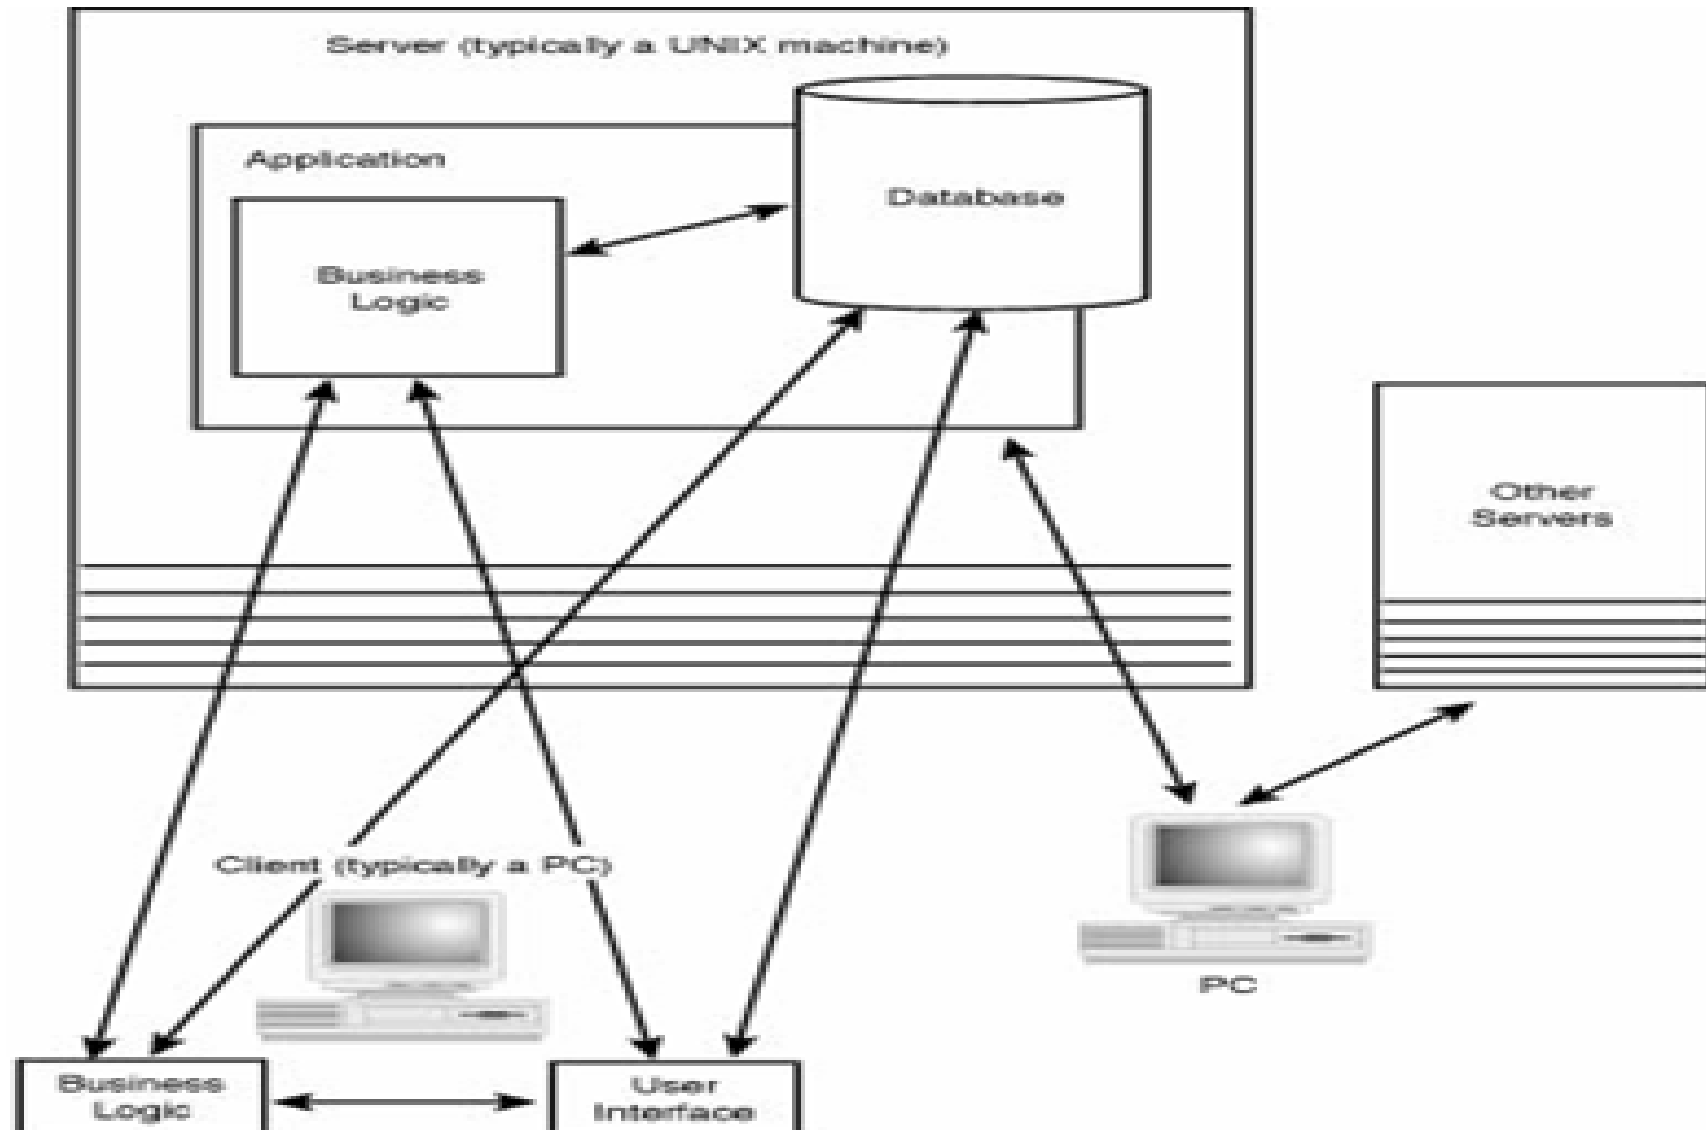 Server (typically a UNIX machine)
Application
Database
Business
Logic
Other
Servers
Client (typically a PC)
PC
Business
Logic
User
Interface